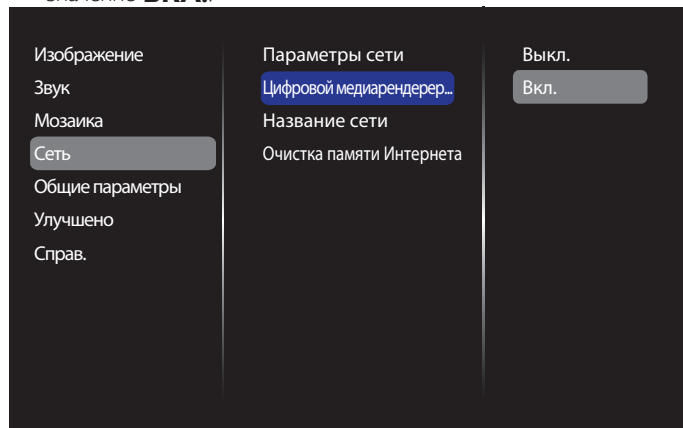 Изображение
Звук
Мозаика
Сеть
Общие параметры
Улучшено
Справ.
Параметры сети
Цифровой медиарендерер...
Название сети
Очистка памяти Интернета
Выкл.
Вкл.